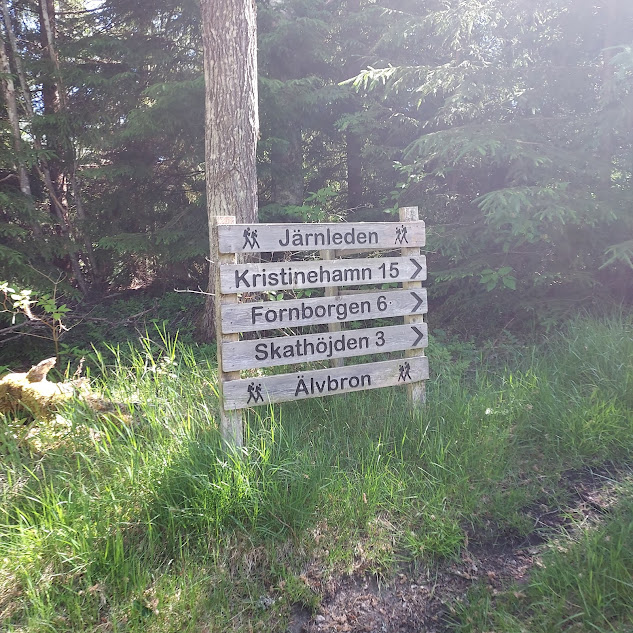 Järnleden
Kristinehamn 15
Fornborgen 6
Skathöjden 3
Älvbron